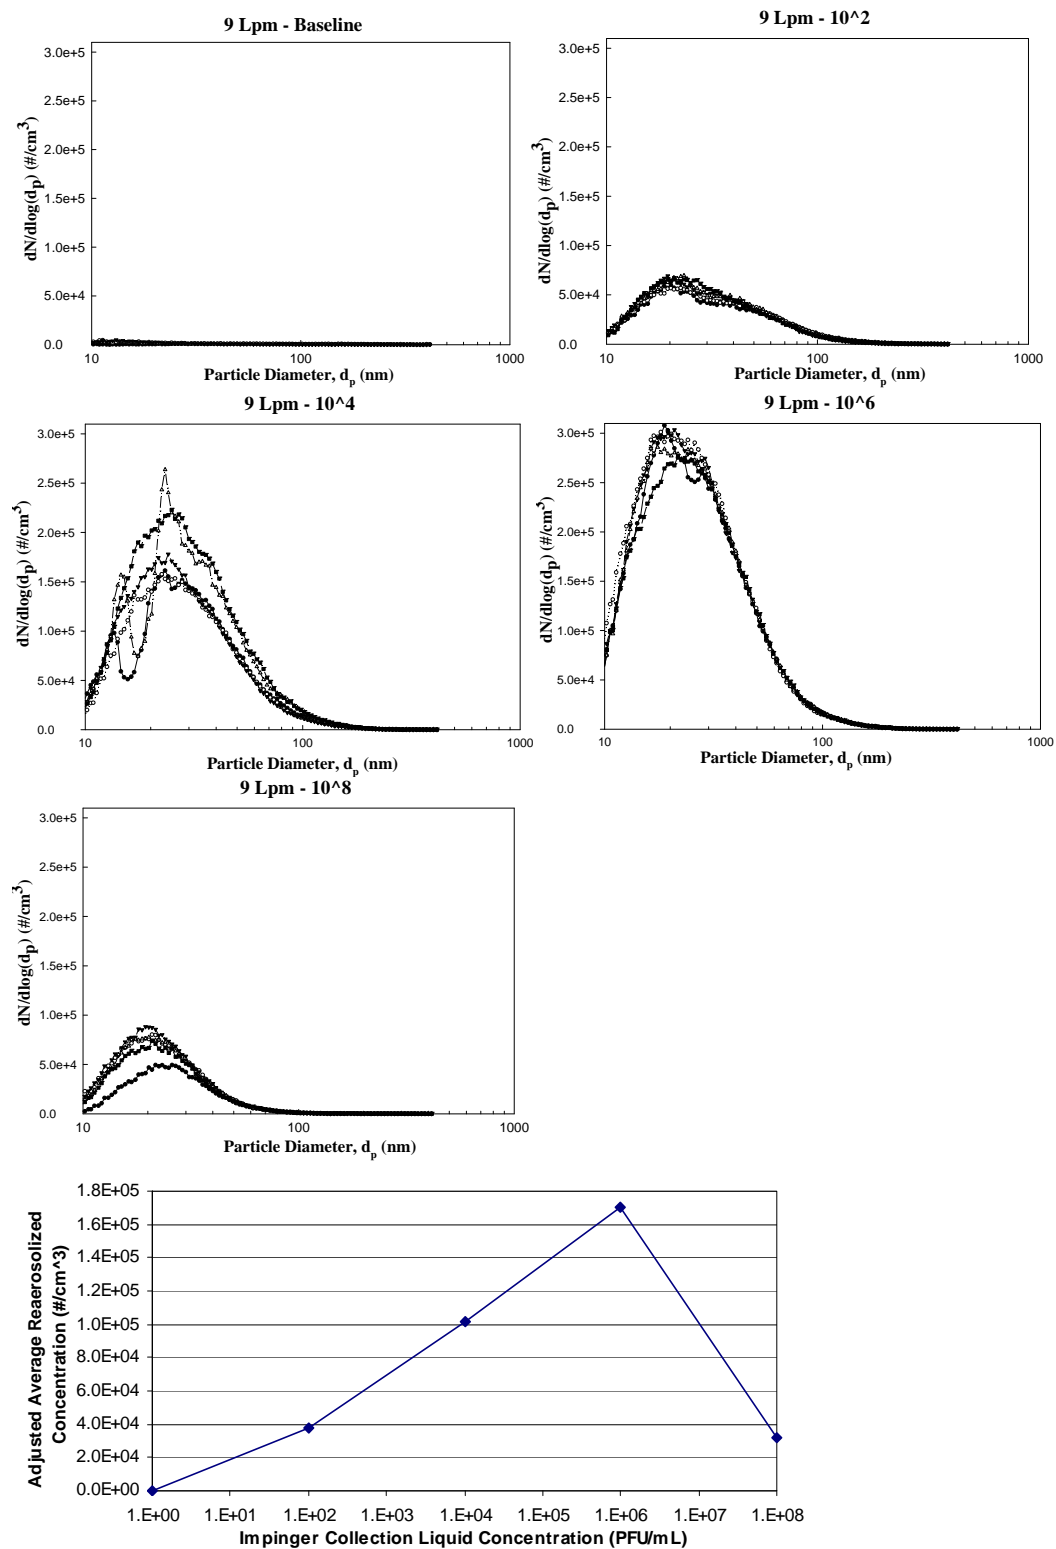 9 Lpm - Baseline
3.0e+5
2.5e+5
2.0e+5
1.5e+5
1.0e+5
5.0e+4
0.0
dN/dlog(dp) (#/cm3)
10 100 1000
Particle Diameter, dp (nm)
9 Lpm - 10^2
3.0e+5
2.5e+5
2.0e+5
1.5e+5
1.0e+5
5.0e+4
0.0
dN/dlog(dp) (#/cm3)
10 100 1000
Particle Diameter, dp (nm)
9 Lpm - 10^4
3.0e+5
2.5e+5
2.0e+5
1.5e+5
1.0e+5
5.0e+4
0.0
dN/dlog(dp) (#/cm3)
10 100 1000
Particle Diameter, dp (nm)
9 Lpm - 10^6
3.0e+5
2.5e+5
2.0e+5
1.5e+5
1.0e+5
5.0e+4
0.0
dN/dlog(dp) (#/cm3)
10 100 1000
Particle Diameter, dp (nm)
9 Lpm - 10^8
3.0e+5
2.5e+5
2.0e+5
1.5e+5
1.0e+5
5.0e+4
0.0
dN/dlog(dp) (#/cm3)
10 100 1000
Particle Diameter, dp (nm)
Adjusted Average Reaerosolized
Concentration (#/cm^3)
1.8E+05
1.6E+05
1.4E+05
1.2E+05
1.0E+05
8.0E+04
6.0E+04
4.0E+04
2.0E+04
0.0E+00
1.E+00 1.E+01 1.E+02 1.E+03 1.E+04 1.E+05 1.E+06 1.E+07 1.E+08
Impinger Collection Liquid Concentration (PFU/mL)